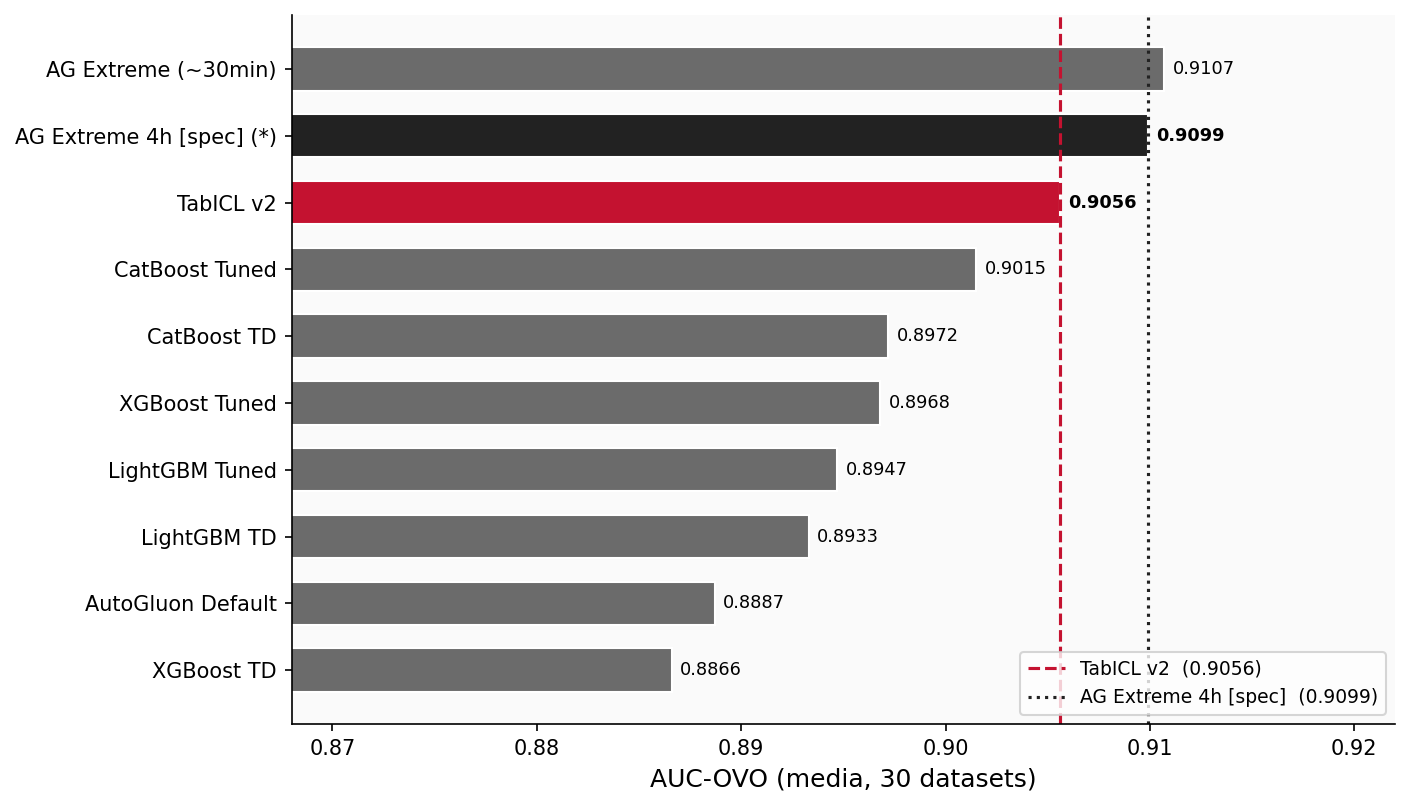 AG Extreme (~30min)
0.9107
AG Extreme 4h [spec] (*)
0.9099
TabICL v2
0.9056
CatBoost Tuned
0.9015
CatBoost TD
0.8972
XGBoost Tuned
0.8968
LightGBM Tuned
0.8947
LightGBM TD
0.8933
AutoGluon Default
0.8887
XGBoost TD
0.8866
TabICL v2 (0.9056)
AG Extreme 4h [spec] (0.9099)
0.87 0.88 0.89 0.90 0.91 0.92
AUC-OVO (media, 30 datasets)